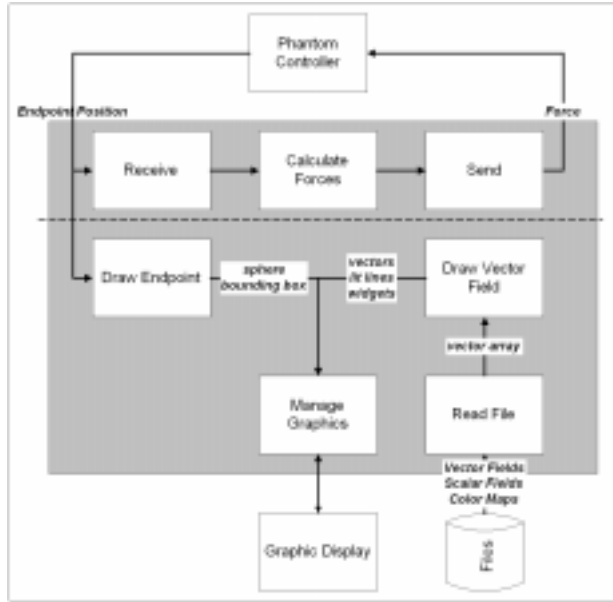 Phantom
Controller
Endpoint Position
Force
Receive
Calculate
Forces
Send
Draw Endpoint
sphere
bounding box
vectors
lit lines
widgets
Draw Vector
Field
vector array
Manage
Graphics
Read File
Vector Fields
Scalar Fields
Color Maps
Graphic Display
Files